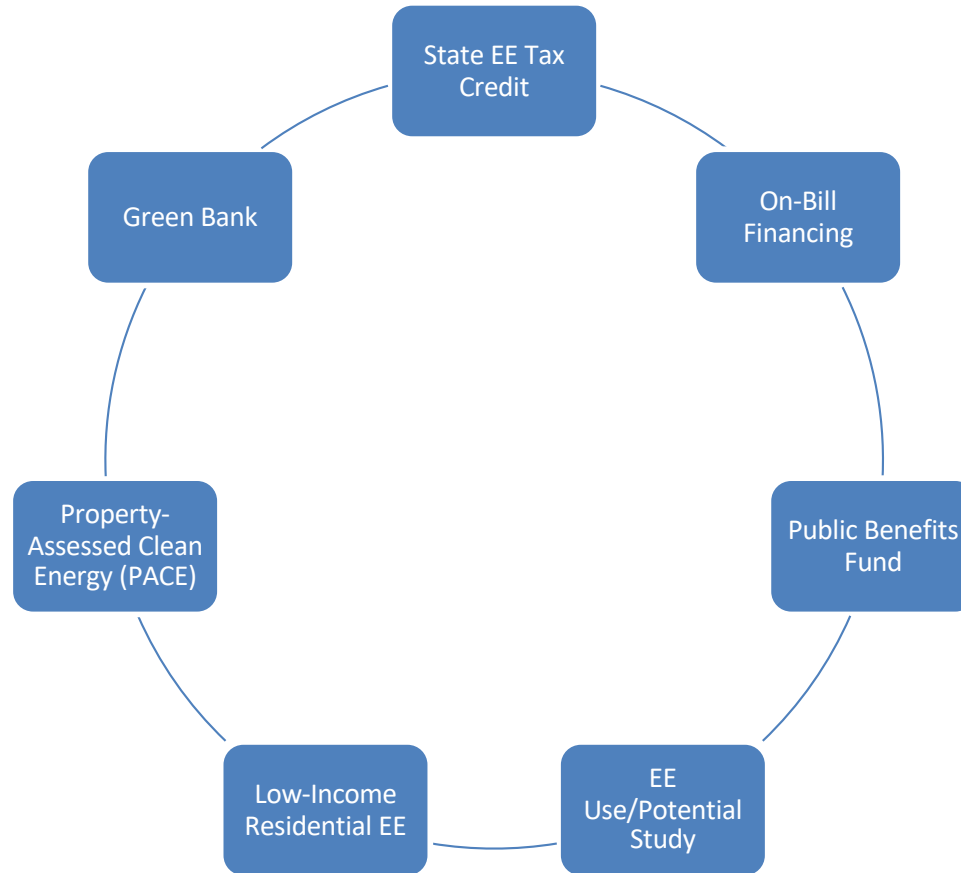 State EE Tax
Credit
On-Bill
Financing
Public Benefits
Fund
EE
Use/Potential
Study
Low-Income
Residential EE
Property-
Assessed Clean
Energy (PACE)
Green Bank